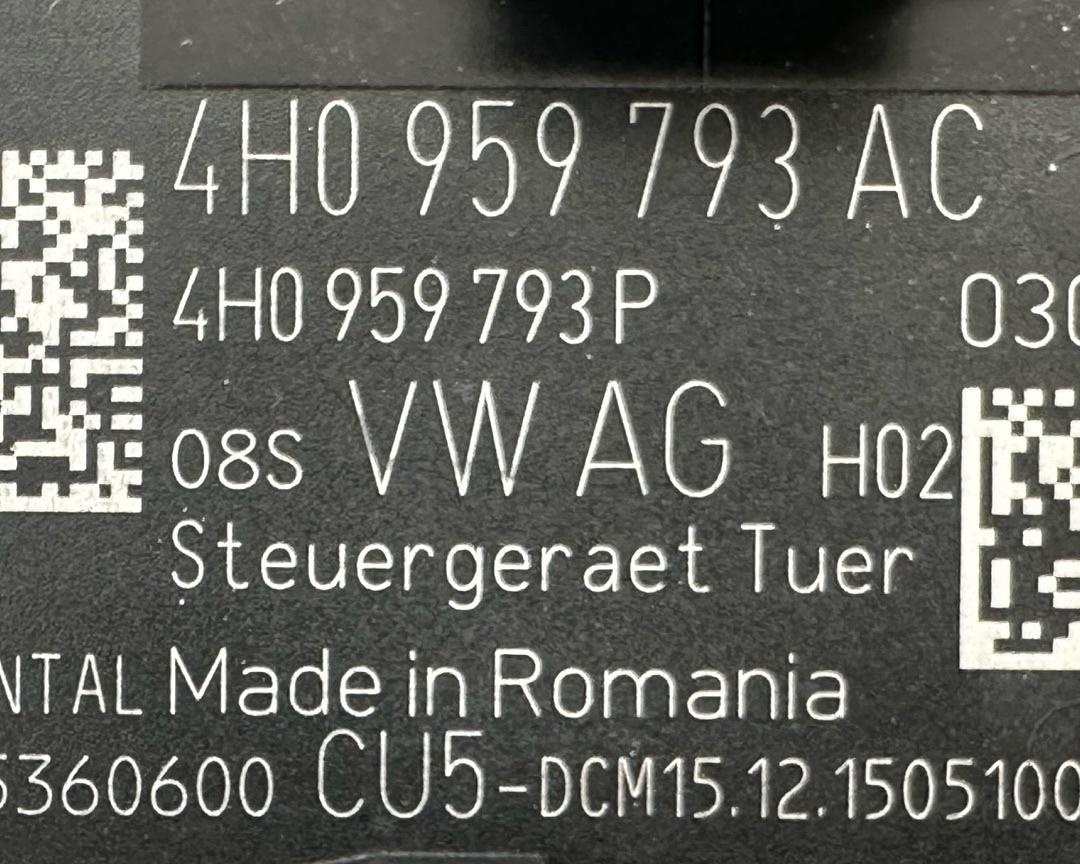 4H0 959 793 AC
4H0 959 793 P 030
08S VW AG H02
Steuergeraet Tuer
NTAL Made in Romania
5360600 CU5-DCM15.12.1505100